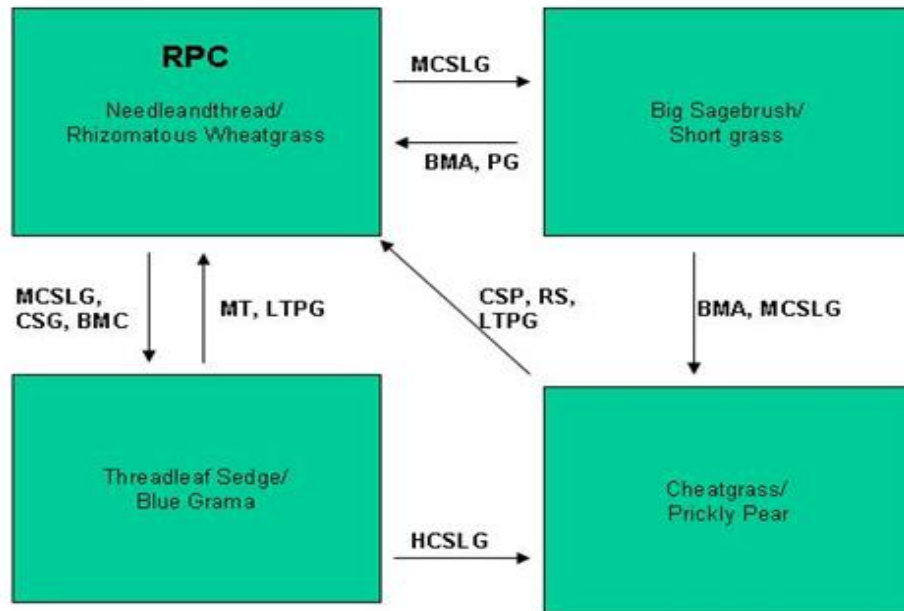 RPC
Needleandthread/
Rhizomatous Wheatgrass
MCSLG
BMA, PG
Big Sagebrush/
Short grass
MCSLG,
CSG, BMC
MT, LTPG
CSP, RS,
LTPG
BMA, MCSLG
Threadleaf Sedge/
Blue Grama
HCSLG
Cheatgrass/
Prickly Pear